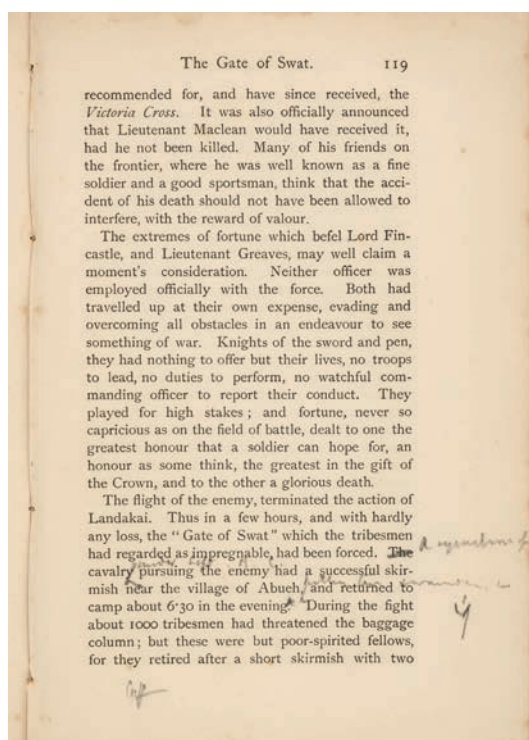 The Gate of Swat. 119
recommended for, and have since received, the
Victoria Cross. It was also officially announced
that Lieutenant Maclean would have received it,
had he not been killed. Many of his friends on
the frontier, where he was well known as a fine
soldier and a good sportsman, think that the acci-
dent of his death should not have been allowed to
interfere, with the reward of valour.
The extremes of fortune which befel Lord Fin-
castle, and Lieutenant Greaves, may well claim a
moment's consideration. Neither officer was
employed officially with the force. Both had
travelled up at their own expense, evading and
overcoming all obstacles in an endeavour to see
something of war. Knights of the sword and pen,
they had nothing to offer but their lives, no troops
to lead, no duties to perform, no watchful com-
manding officer to report their conduct. They
played for high stakes; and fortune, never so
capricious as on the field of battle, dealt to one the
greatest honour that a soldier can hope for, an
honour as some think, the greatest in the gift of
the Crown, and to the other a glorious death.
The flight of the enemy, terminated the action of
Landakai. Thus in a few hours, and with hardly
any loss, the "Gate of Swat" which the tribesmen
had regarded as impregnable, had been forced. The
cavalry pursuing the enemy had a successful skir-
mish near the village of Abueh, and returned to
camp about 6·30 in the evening. During the fight
about 1000 tribesmen had threatened the baggage
column; but these were but poor-spirited fellows,
for they retired after a short skirmish with two